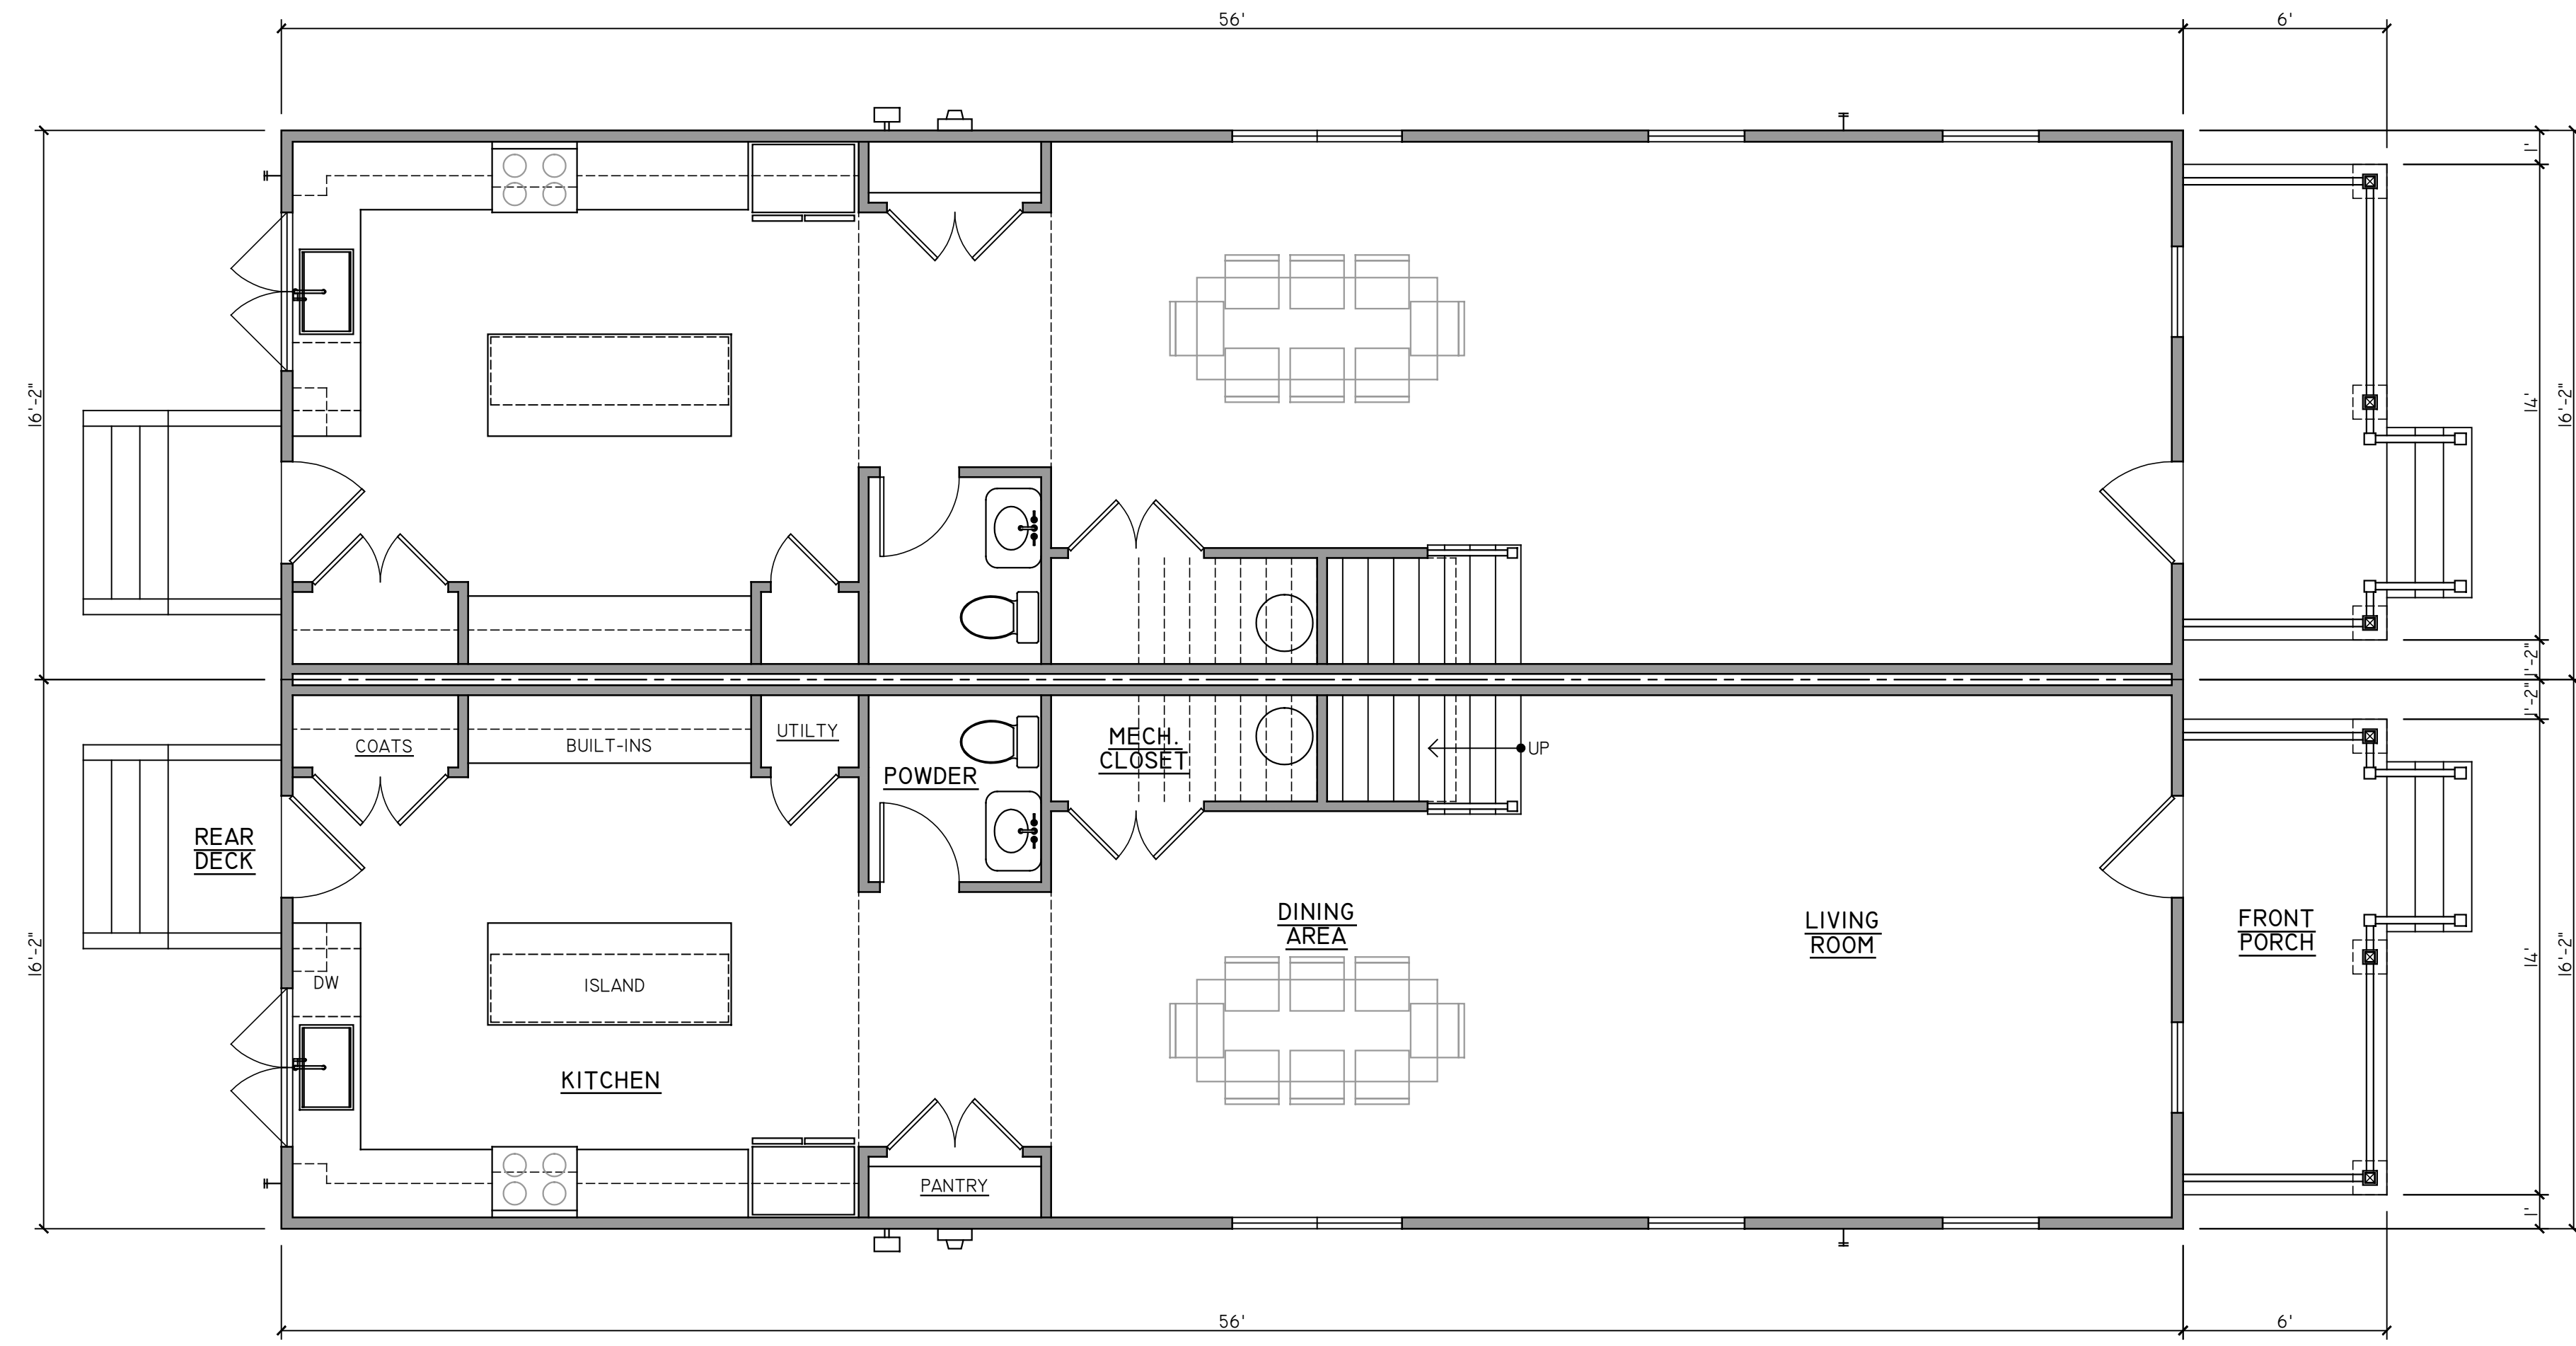 56'
6'
1'
16'-2"
14'
16'-2"
1'-2"
1'-2"
COATS
BUILT-INS
UTILTY
MECH.
CLOSET
UP
POWDER
REAR
DECK
DINING
AREA
LIVING
ROOM
FRONT
PORCH
16'-2"
14'
16'-2"
DW
ISLAND
KITCHEN
PANTRY
1'
56'
6'